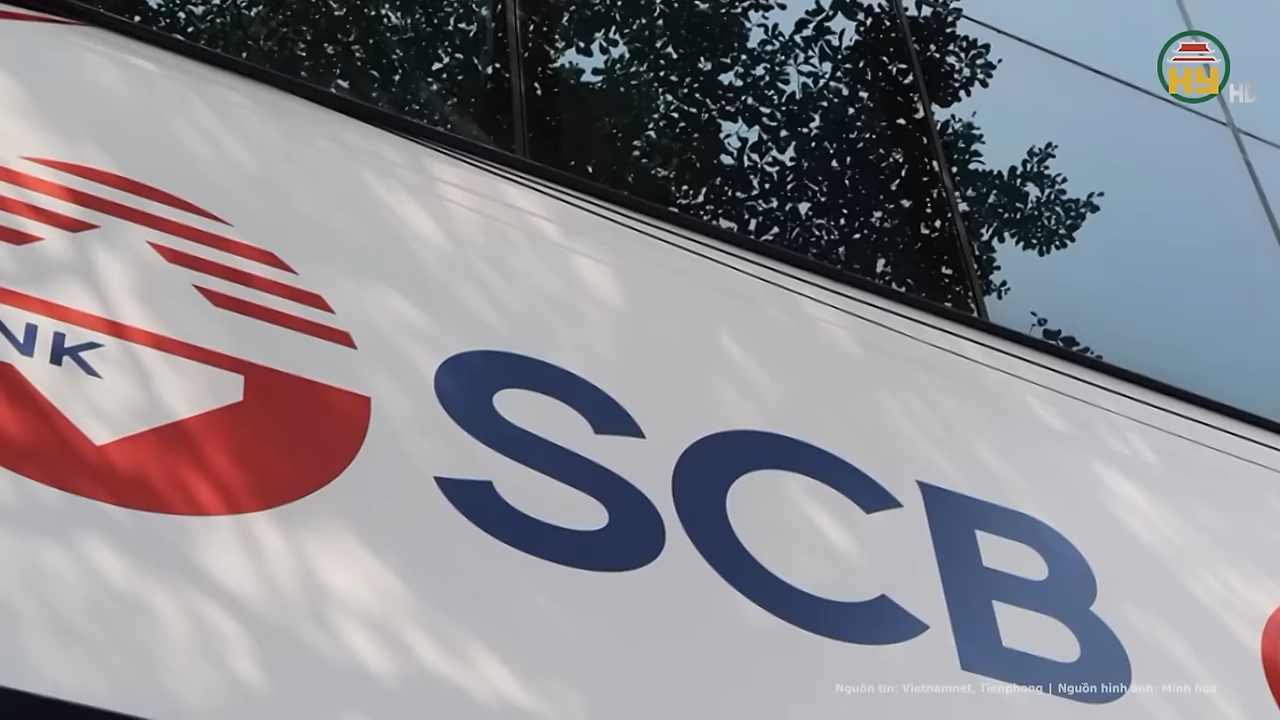 HY HD
NK
SCB
Nguồn tin: Vietnamnet, Tienphong | Nguồn hình ảnh: Minh họa